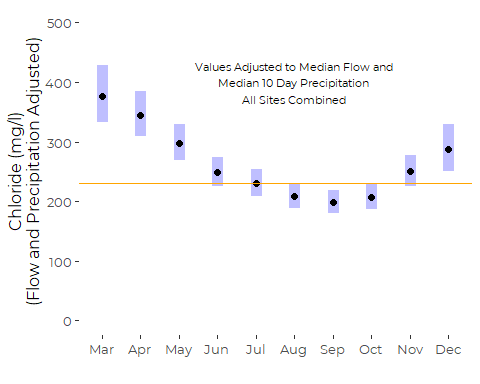 500
400
300
200
100
0
Chloride (mg/l)
(Flow and Precipitation Adjusted)
Values Adjusted to Median Flow and
Median 10 Day Precipitation
All Sites Combined
Mar Apr May Jun Jul Aug Sep Oct Nov Dec